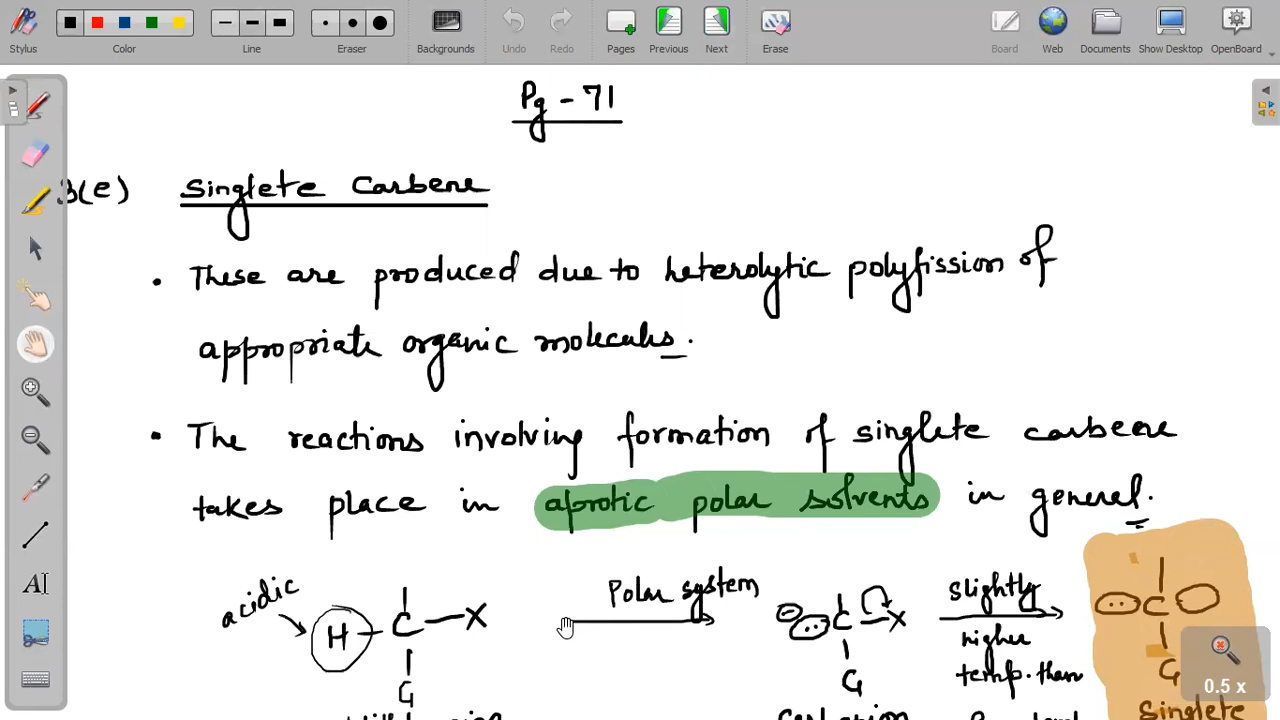 Stylus
Color
Line
Eraser
Backgrounds
Undo
Redo
Pages
Previous
Next
Erase
Board
Web
Documents
Show Desktop
OpenBoard
Pg - 71
3(e) Singlete Carbene
• These are produced due to heterolytic polyfission of
appropriate organic molecules.
• The reactions involving formation of singlete carbene
takes place in aprotic polar solvents in general.
acidic
H - C - X
G
Polar system
⊖ C - X
G
slightly
higher
temp. than
C
G
Singlete
0.5 x